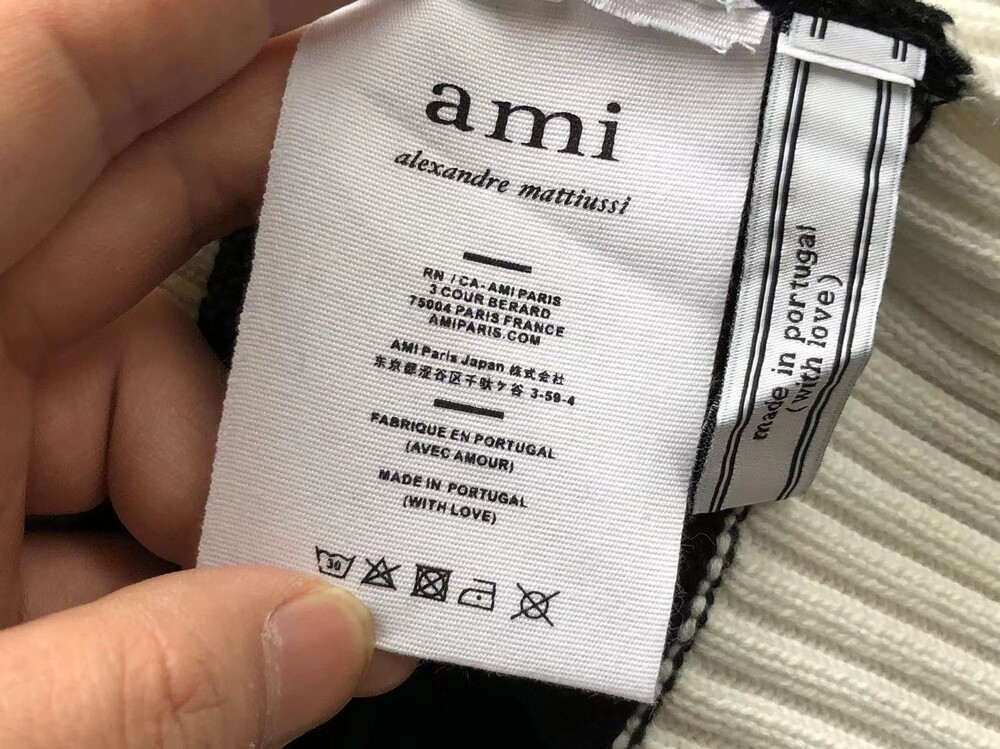 ami
alexandre mattiussi
RN / CA - AMI PARIS
3 COUR BERARD
75004 PARIS FRANCE
AMIPARIS.COM
AMI Paris Japan 株式会社
東京都渋谷区千駄ケ谷 3-59-4
FABRIQUE EN PORTUGAL
(AVEC AMOUR)
MADE IN PORTUGAL
(WITH LOVE)
30
made in portugal
(with love)